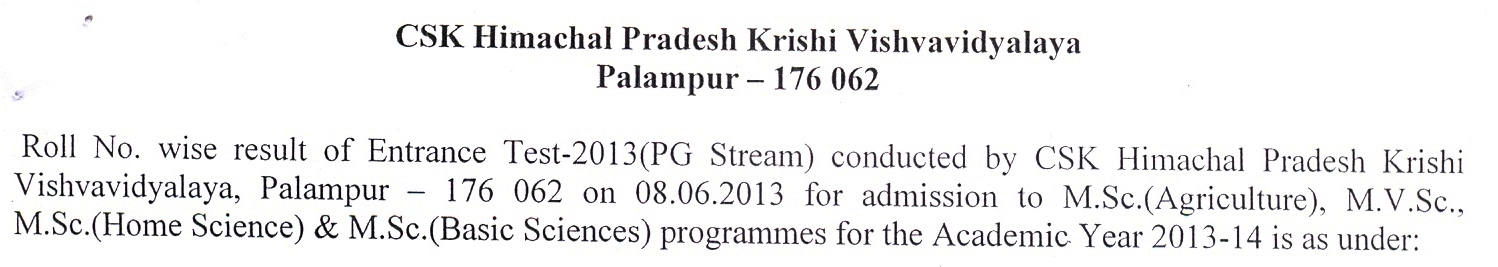 CSK Himachal Pradesh Krishi Vishvavidyalaya
Palampur – 176 062
Roll No. wise result of Entrance Test-2013(PG Stream) conducted by CSK Himachal Pradesh Krishi
Vishvavidyalaya, Palampur – 176 062 on 08.06.2013 for admission to M.Sc.(Agriculture), M.V.Sc.,
M.Sc.(Home Science) & M.Sc.(Basic Sciences) programmes for the Academic Year 2013-14 is as under: